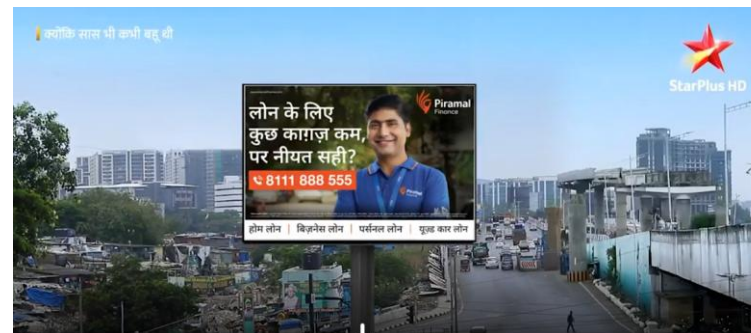 क्योंकि सास भी कभी बहू थी
StarPlus HD
Piramal
Finance
लोन के लिए
कुछ काग़ज़ कम,
पर नीयत सही?
8111 888 555
होम लोन | बिज़नेस लोन | पर्सनल लोन | यूज़्ड कार लोन